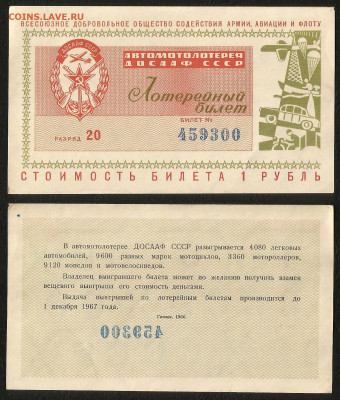 COINS.LAVE.RU
ВСЕСОЮЗНОЕ ДОБРОВОЛЬНОЕ ОБЩЕСТВО СОДЕЙСТВИЯ АРМИИ, АВИАЦИИ И ФЛОТУ
ДОСААФ СССР
АВТОМОТОЛОТЕРЕЯ
ДОСААФ СССР
Лотерейный
билет
БИЛЕТ №
РАЗРЯД 20
459300
СТОИМОСТЬ БИЛЕТА 1 РУБЛЬ
В автомотолотерее ДОСААФ СССР разыгрывается 4080 легковых
автомобилей, 9600 разных марок мотоциклов, 3360 мотороллеров,
9120 мопедов и мотовелосипедов.
Владелец выигравшего билета может по желанию получить взамен
вещевого выигрыша его стоимость деньгами.
Выдача выигрышей по лотерейным билетам производится до
1 декабря 1967 года.
Гознак. 1966.
459300